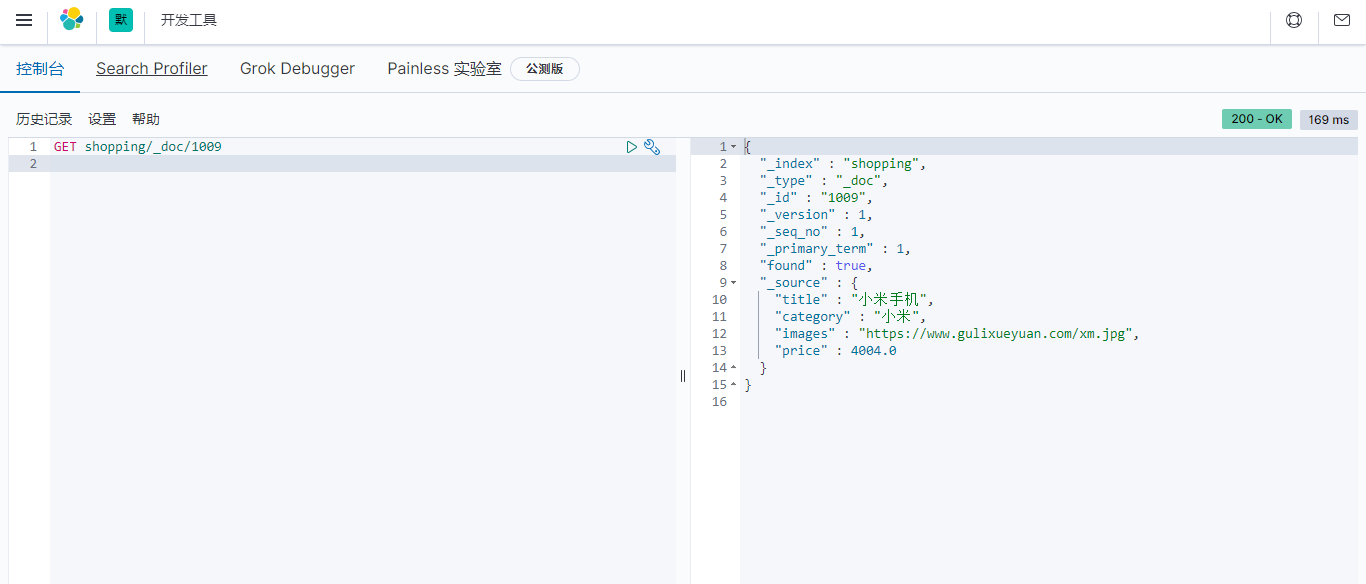 默 开发工具
控制台 Search Profiler Grok Debugger Painless 实验室 公测版
历史记录 设置 帮助 200 - OK 169 ms
1 GET shopping/_doc/1009
2
1 {
2 "_index" : "shopping",
3 "_type" : "_doc",
4 "_id" : "1009",
5 "_version" : 1,
6 "_seq_no" : 1,
7 "_primary_term" : 1,
8 "found" : true,
9 "_source" : {
10 "title" : "小米手机",
11 "category" : "小米",
12 "images" : "https://www.gulixueyuan.com/xm.jpg",
13 "price" : 4004.0
14 }
15 }
16